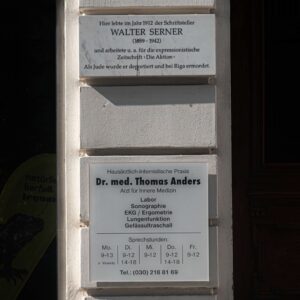 Hier lebte im Jahr 1912 der Schriftsteller
WALTER SERNER
(1889 - 1942)
und arbeitete u. a. für die expressionistische
Zeitschrift »Die Aktion«
Als Jude wurde er deportiert und bei Riga ermordet
Hausärztlich-Internistische Praxis
Dr. med. Thomas Anders
Arzt für Innere Medizin
Labor
Sonographie
EKG / Ergometrie
Lungenfunktion
Gefässultraschall
Sprechstunden:
Mo. Di. Mi. Do. Fr.
9-13 9-12 9-12 9-12 9-12
14-18 14-18
Tel.: (030) 216 81 69
natürlic